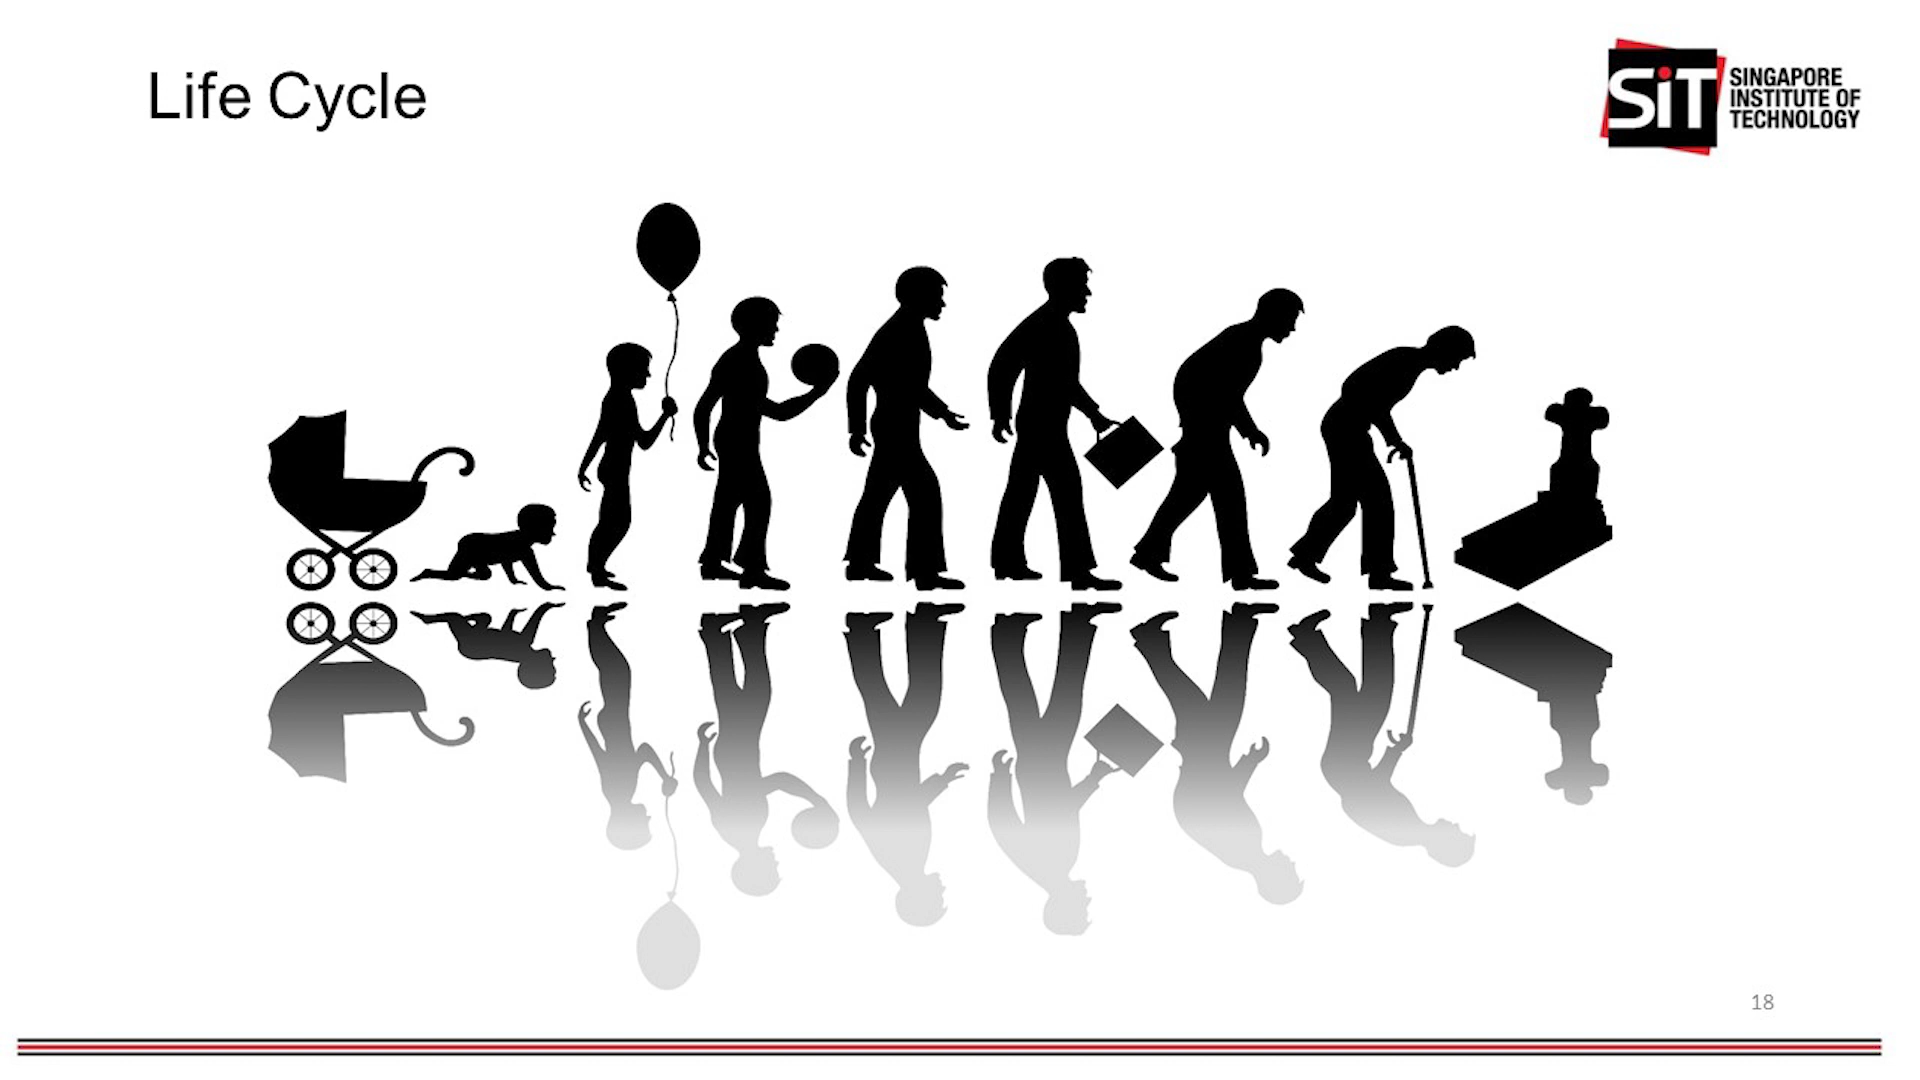 Life Cycle
SiT
SINGAPORE
INSTITUTE OF
TECHNOLOGY
18